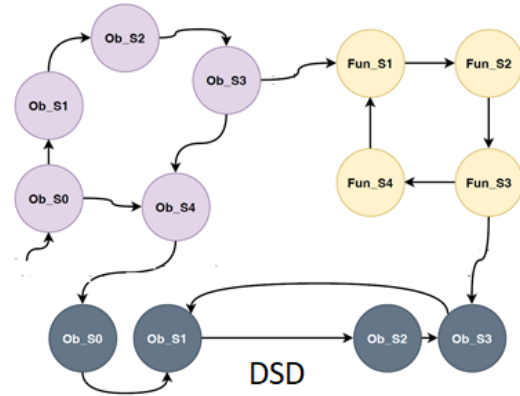 Ob_S2
Ob_S3
Fun_S1
Fun_S2
Ob_S1
Ob_S0
Ob_S4
Fun_S4
Fun_S3
Ob_S0
Ob_S1
Ob_S2
Ob_S3
DSD